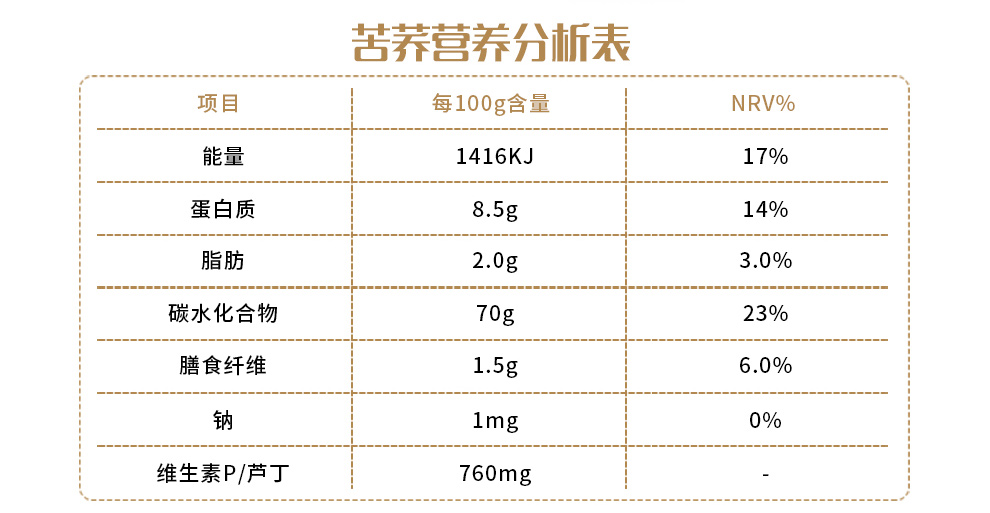 苦荞营养分析表
项目 每100g含量 NRV%
能量 1416KJ 17%
蛋白质 8.5g 14%
脂肪 2.0g 3.0%
碳水化合物 70g 23%
膳食纤维 1.5g 6.0%
钠 1mg 0%
维生素P/芦丁 760mg -